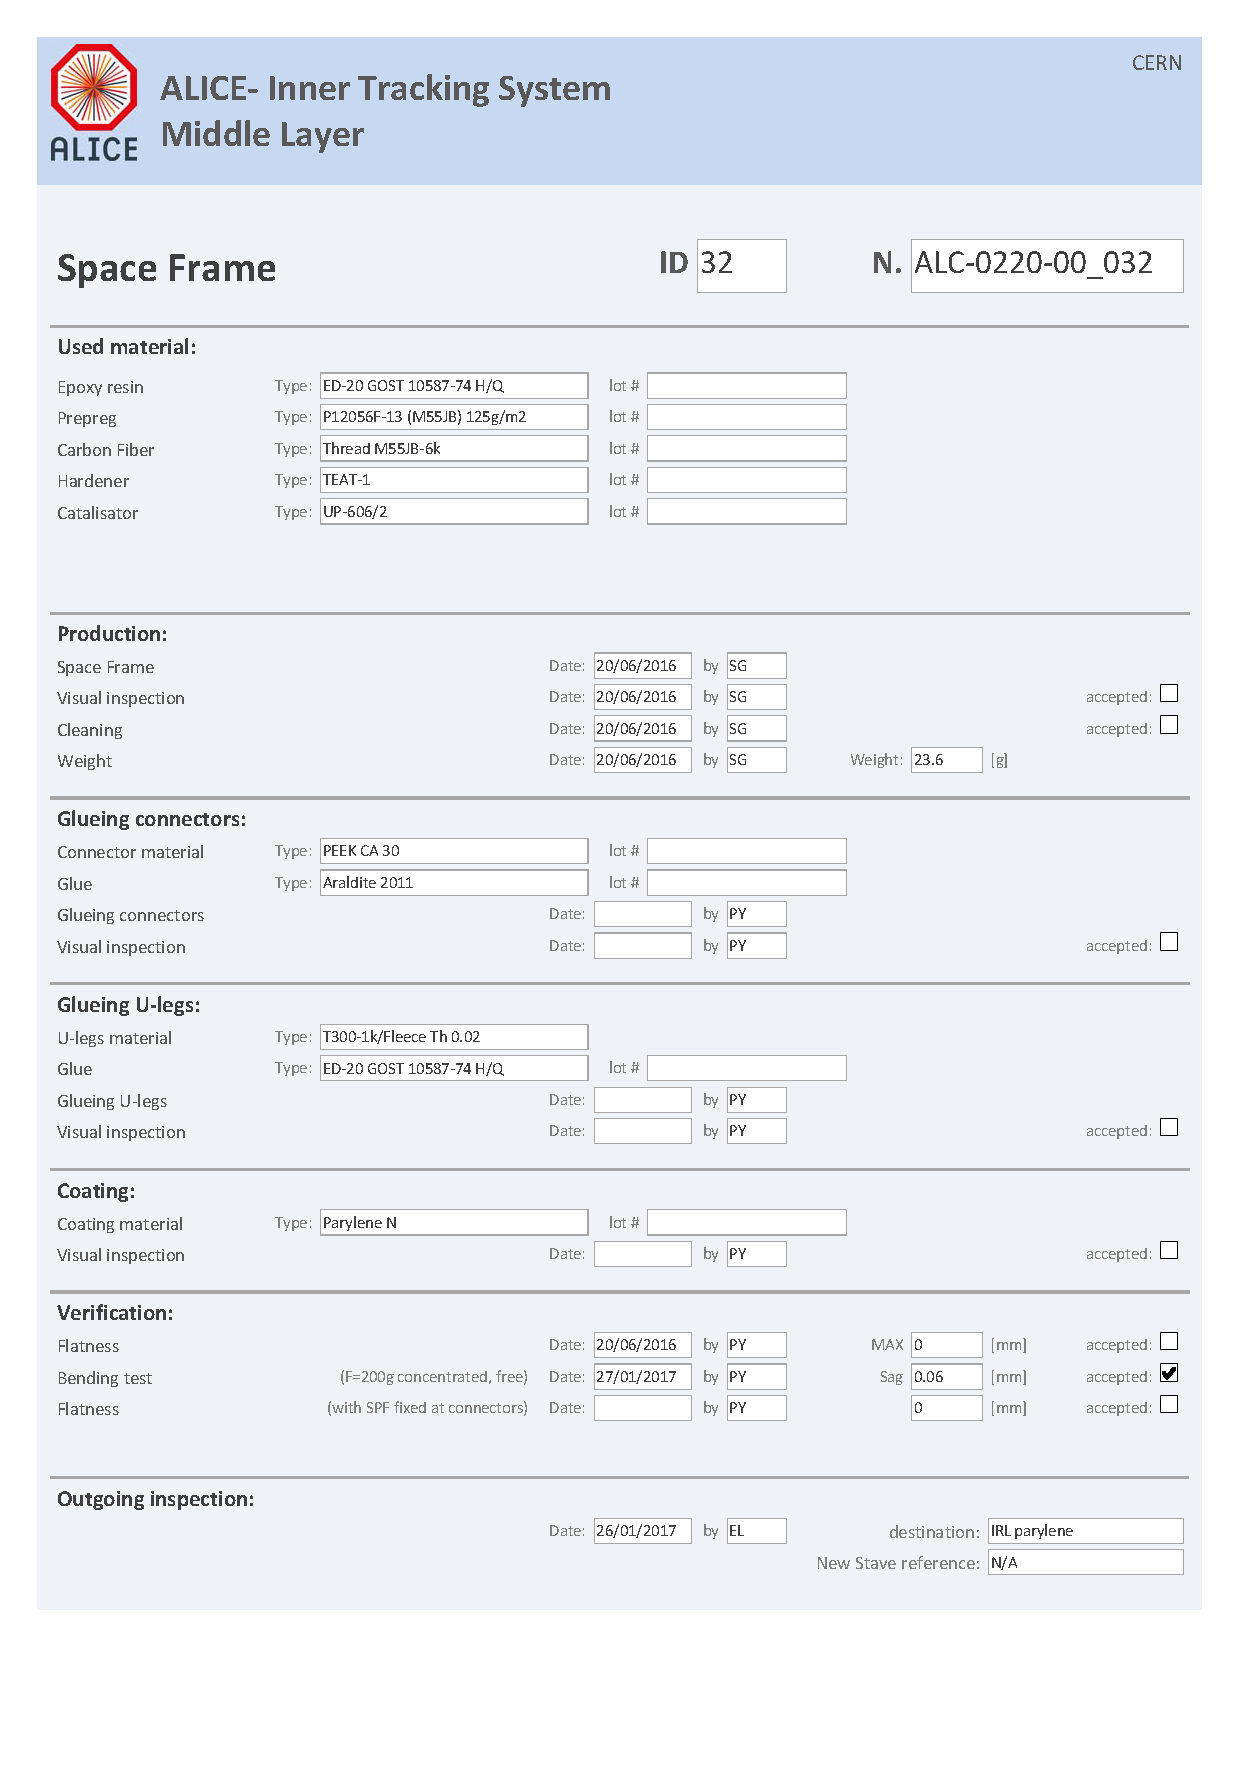 CERN
ALICE- Inner Tracking System
Middle Layer
ALICE
Space Frame ID 32 N. ALC-0220-00_032
Used material:
Epoxy resin Type: ED-20 GOST 10587-74 H/Q lot #
Prepreg Type: P12056F-13 (M55JB) 125g/m2 lot #
Carbon Fiber Type: Thread M55JB-6k lot #
Hardener Type: TEAT-1 lot #
Catalisator Type: UP-606/2 lot #
Production:
Space Frame Date: 20/06/2016 by SG
Visual inspection Date: 20/06/2016 by SG accepted:
Cleaning Date: 20/06/2016 by SG accepted:
Weight Date: 20/06/2016 by SG Weight: 23.6 [g]
Glueing connectors:
Connector material Type: PEEK CA 30 lot #
Glue Type: Araldite 2011 lot #
Glueing connectors Date: by PY
Visual inspection Date: by PY accepted:
Glueing U-legs:
U-legs material Type: T300-1k/Fleece Th 0.02
Glue Type: ED-20 GOST 10587-74 H/Q lot #
Glueing U-legs Date: by PY
Visual inspection Date: by PY accepted:
Coating:
Coating material Type: Parylene N lot #
Visual inspection Date: by PY accepted:
Verification:
Flatness Date: 20/06/2016 by PY MAX 0 [mm] accepted:
Bending test (F=200g concentrated, free) Date: 27/01/2017 by PY Sag 0.06 [mm] accepted: ✔
Flatness (with SPF fixed at connectors) Date: by PY 0 [mm] accepted:
Outgoing inspection:
Date: 26/01/2017 by EL destination: IRL parylene
New Stave reference: N/A